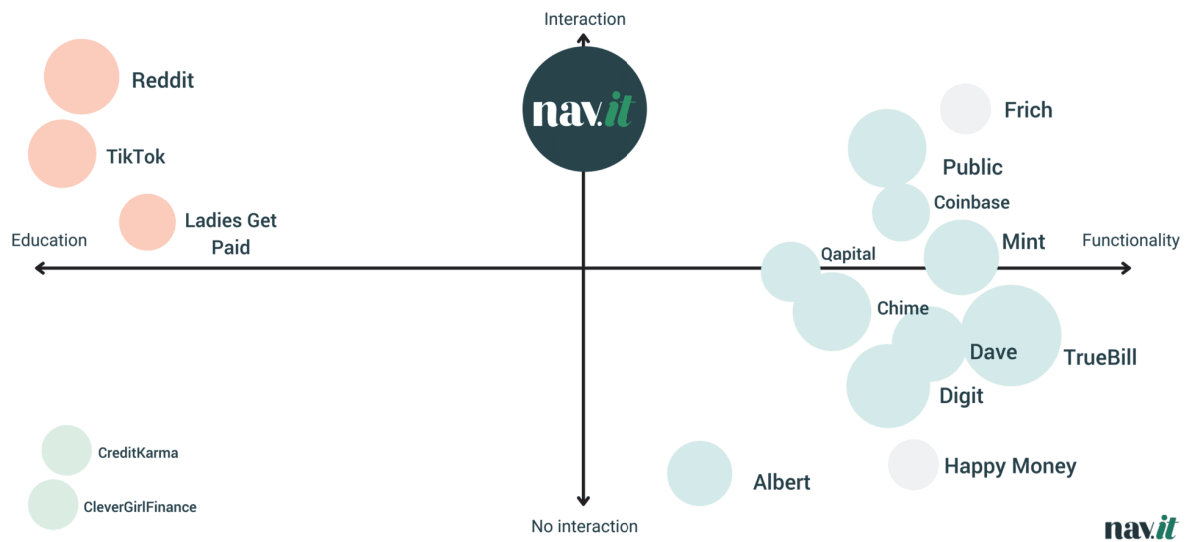 Interaction
nav.it
Reddit
TikTok
Ladies Get
Paid
Education
Frich
Public
Coinbase
Mint
Functionality
Qapital
Chime
Dave
TrueBill
Digit
CreditKarma
CleverGirlFinance
Albert
Happy Money
No interaction
nav.it